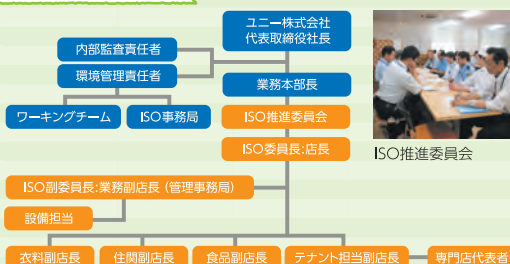 ユニー株式会社
代表取締役社長
内部監査責任者
環境管理責任者
業務本部長
ワーキングチーム
ISO事務局
ISO推進委員会
ISO委員長:店長
ISO推進委員会
ISO副委員長:業務副店長（管理事務局）
設備担当
衣料副店長
住関副店長
食品副店長
テナント担当副店長
専門店代表者